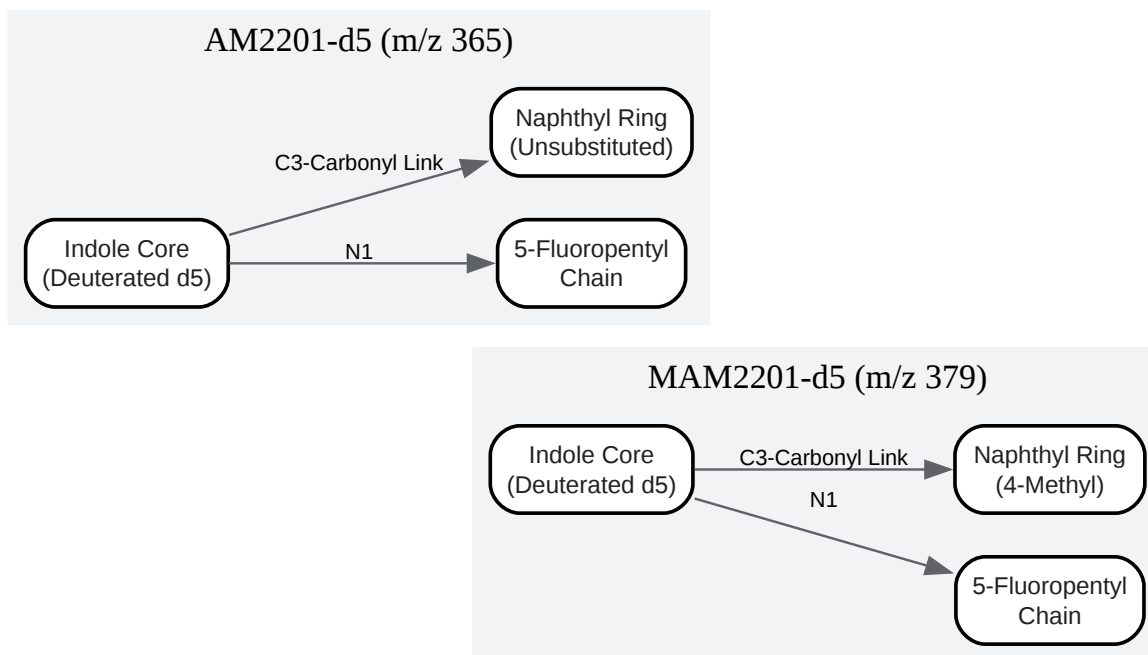 AM2201-d5 (m/z 365)
Naphthyl Ring
(Unsubstituted)
C3-Carbonyl Link
Indole Core
(Deuterated d5)
N1
5-Fluoropentyl
Chain
MAM2201-d5 (m/z 379)
Indole Core
(Deuterated d5)
C3-Carbonyl Link
Naphthyl Ring
(4-Methyl)
N1
5-Fluoropentyl
Chain